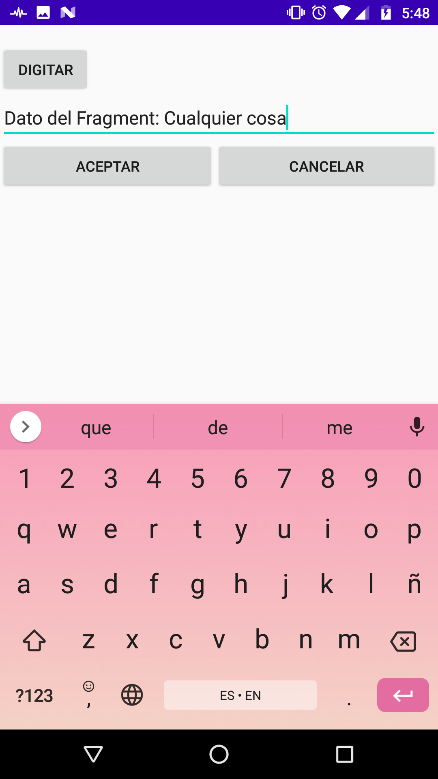 5:48
DIGITAR
Dato del Fragment: Cualquier cosa
ACEPTAR CANCELAR
que de me
1 2 3 4 5 6 7 8 9 0
q w e r t y u i o p
a s d f g h j k l ñ
z x c v b n m
?123 , ES • EN .